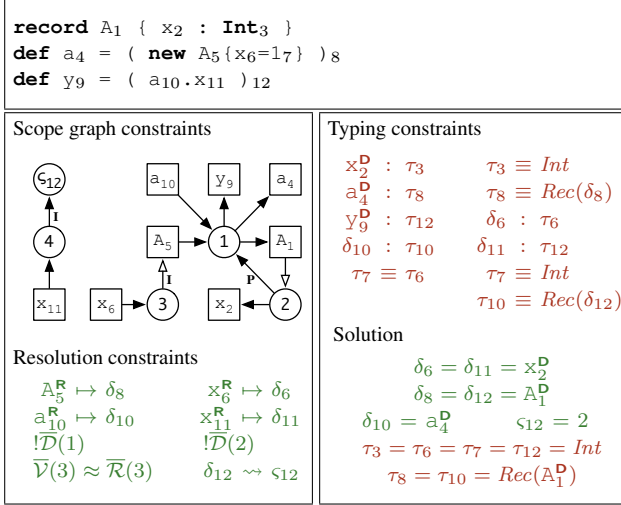 record A₁ { x₂ : Int₃ }
def a₄ = ( new A₅{x₆=1₇} )₈
def y₉ = ( a₁₀.x₁₁ )₁₂
Scope graph constraints
ς₁₂
a₁₀ y₉ a₄
I
4 A₅ 1 A₁
I P
x₁₁ x₆ 3 x₂ 2
Resolution constraints
A₅ᴿ ↦ δ₈ x₆ᴿ ↦ δ₆
a₁₀ᴿ ↦ δ₁₀ x₁₁ᴿ ↦ δ₁₁
!D̅(1) !D̅(2)
V̅(3) ≈ R̅(3) δ₁₂ ⇝ ς₁₂
Typing constraints
x₂ᴰ : τ₃ τ₃ ≡ Int
a₄ᴰ : τ₈ τ₈ ≡ Rec(δ₈)
y₉ᴰ : τ₁₂ δ₆ : τ₆
δ₁₀ : τ₁₀ δ₁₁ : τ₁₂
τ₇ ≡ τ₆ τ₇ ≡ Int
τ₁₀ ≡ Rec(δ₁₂)
Solution
δ₆ = δ₁₁ = x₂ᴰ
δ₈ = δ₁₂ = A₁ᴰ
δ₁₀ = a₄ᴰ ς₁₂ = 2
τ₃ = τ₆ = τ₇ = τ₁₂ = Int
τ₈ = τ₁₀ = Rec(A₁ᴰ)